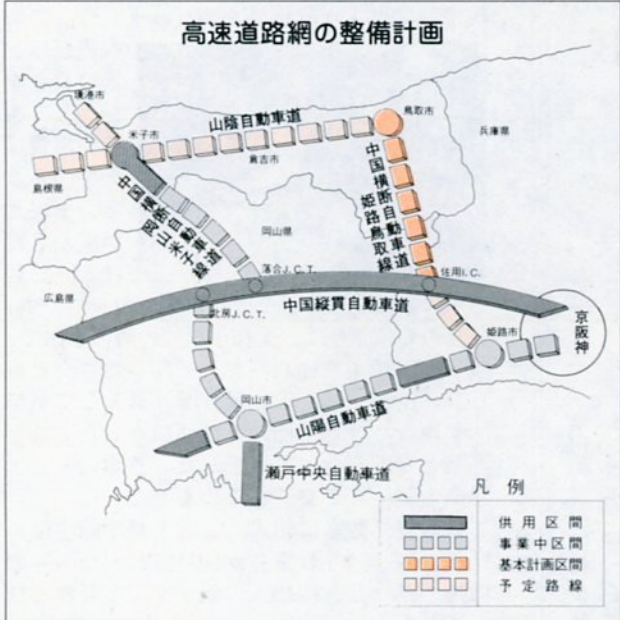 高速道路網の整備計画
境港市
米子市
山陰自動車道
鳥取市
兵庫県
倉吉市
島根県
中国横断自動車道
岡山米子線
中国横断自動車道
姫路鳥取線
岡山県
落合J.C.T.
佐用I.C.
広島県
中国縦貫自動車道
北房J.C.T.
京阪神
姫路市
岡山市
山陽自動車道
瀬戸中央自動車道
凡例
供用区間
事業中区間
基本計画区間
予定路線